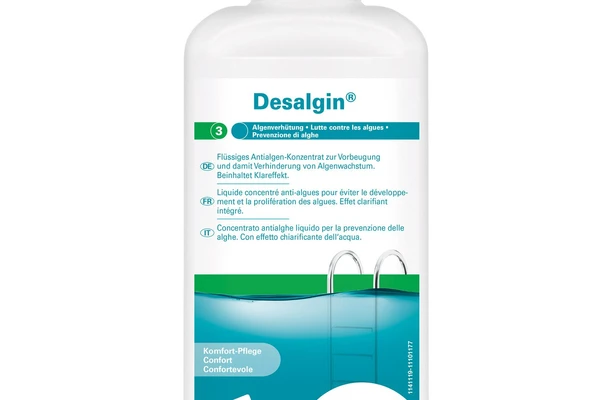 Desalgin®
3
Algenverhütung • Lutte contre les algues •
Prevenzione di alghe
DE
Flüssiges Antialgen-Konzentrat zur Vorbeugung
und damit Verhinderung von Algenwachstum.
Beinhaltet Klareffekt.
FR
Liquide concentré anti-algues pour éviter le développe-
ment et la prolifération des algues. Effet clarifiant
intégré.
IT
Concentrato antialghe liquido per la prevenzione delle
alghe. Con effetto chiarificante dell'acqua.
Komfort-Pflege
Confort
Confortevole
1141119-11101177